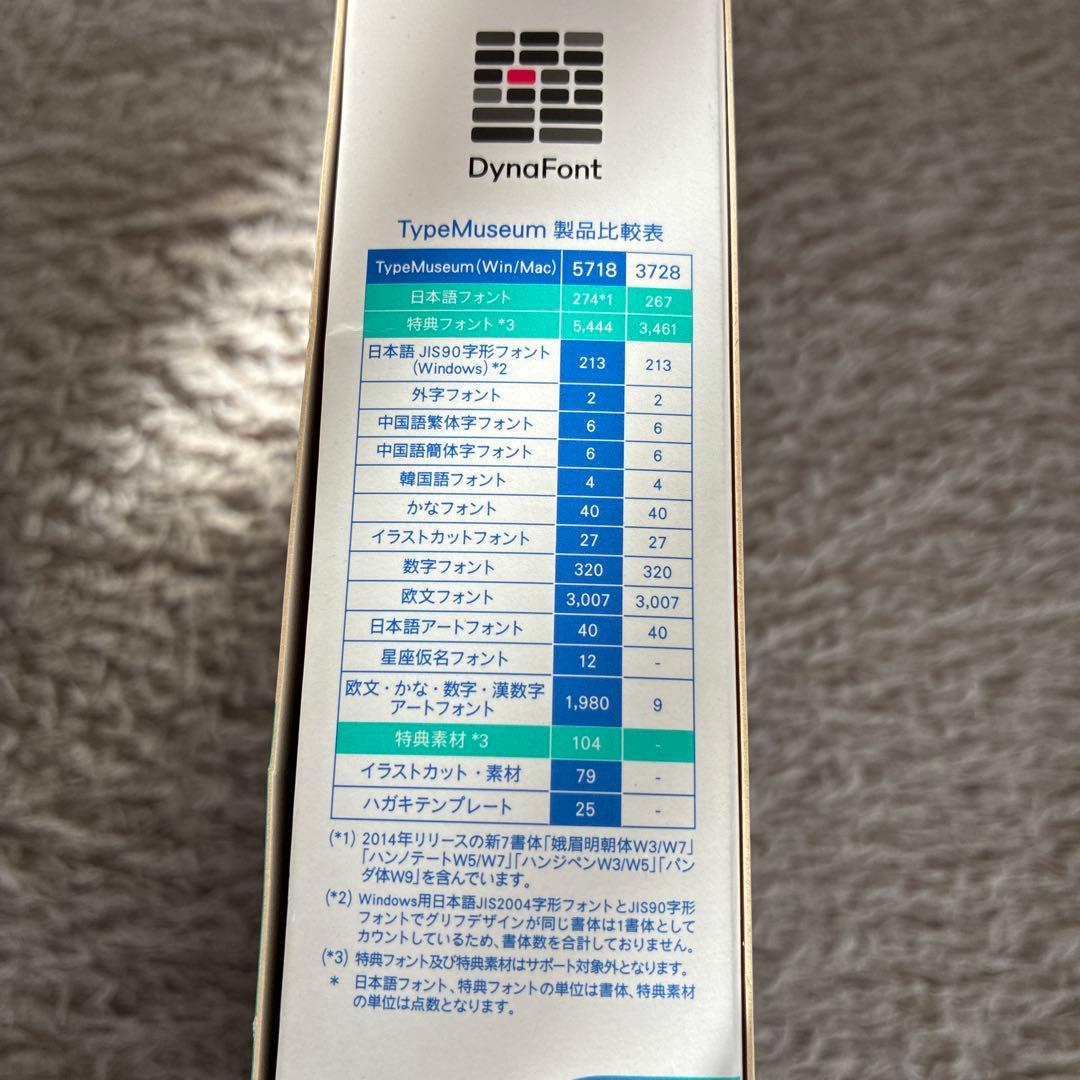 DynaFont
TypeMuseum 製品比較表
TypeMuseum(Win/Mac) 5718 3728
日本語フォント 274*1 267
特典フォント*3 5,444 3,461
日本語 JIS90字形フォント
(Windows)*2 213 213
外字フォント 2 2
中国語繁体字フォント 6 6
中国語簡体字フォント 6 6
韓国語フォント 4 4
かなフォント 40 40
イラストカットフォント 27 27
数字フォント 320 320
欧文フォント 3,007 3,007
日本語アートフォント 40 40
星座仮名フォント 12 -
欧文・かな・数字・漢数字
アートフォント 1,980 9
特典素材*3 104 -
イラストカット・素材 79 -
ハガキテンプレート 25 -
(*1) 2014年リリースの新7書体「娥眉明朝体W3/W7」
「ハンノテートW5/W7」「ハンジペンW3/W5」「パン
ダ体W9」を含んでいます。
(*2) Windows用日本語JIS2004字形フォントとJIS90字形
フォントでグリフデザインが同じ書体は1書体として
カウントしているため、書体数を合計しておりません。
(*3) 特典フォント及び特典素材はサポート対象外となります。
* 日本語フォント、特典フォントの単位は書体、特典素材
の単位は点数となります。